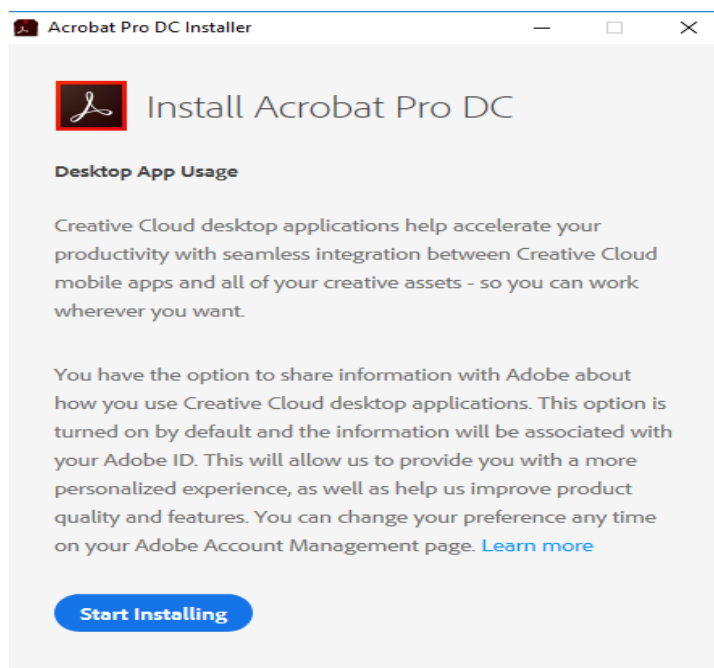 Acrobat Pro DC Installer
Install Acrobat Pro DC
Desktop App Usage
Creative Cloud desktop applications help accelerate your
productivity with seamless integration between Creative Cloud
mobile apps and all of your creative assets - so you can work
wherever you want.
You have the option to share information with Adobe about
how you use Creative Cloud desktop applications. This option is
turned on by default and the information will be associated with
your Adobe ID. This will allow us to provide you with a more
personalized experience, as well as help us improve product
quality and features. You can change your preference any time
on your Adobe Account Management page. Learn more
Start Installing